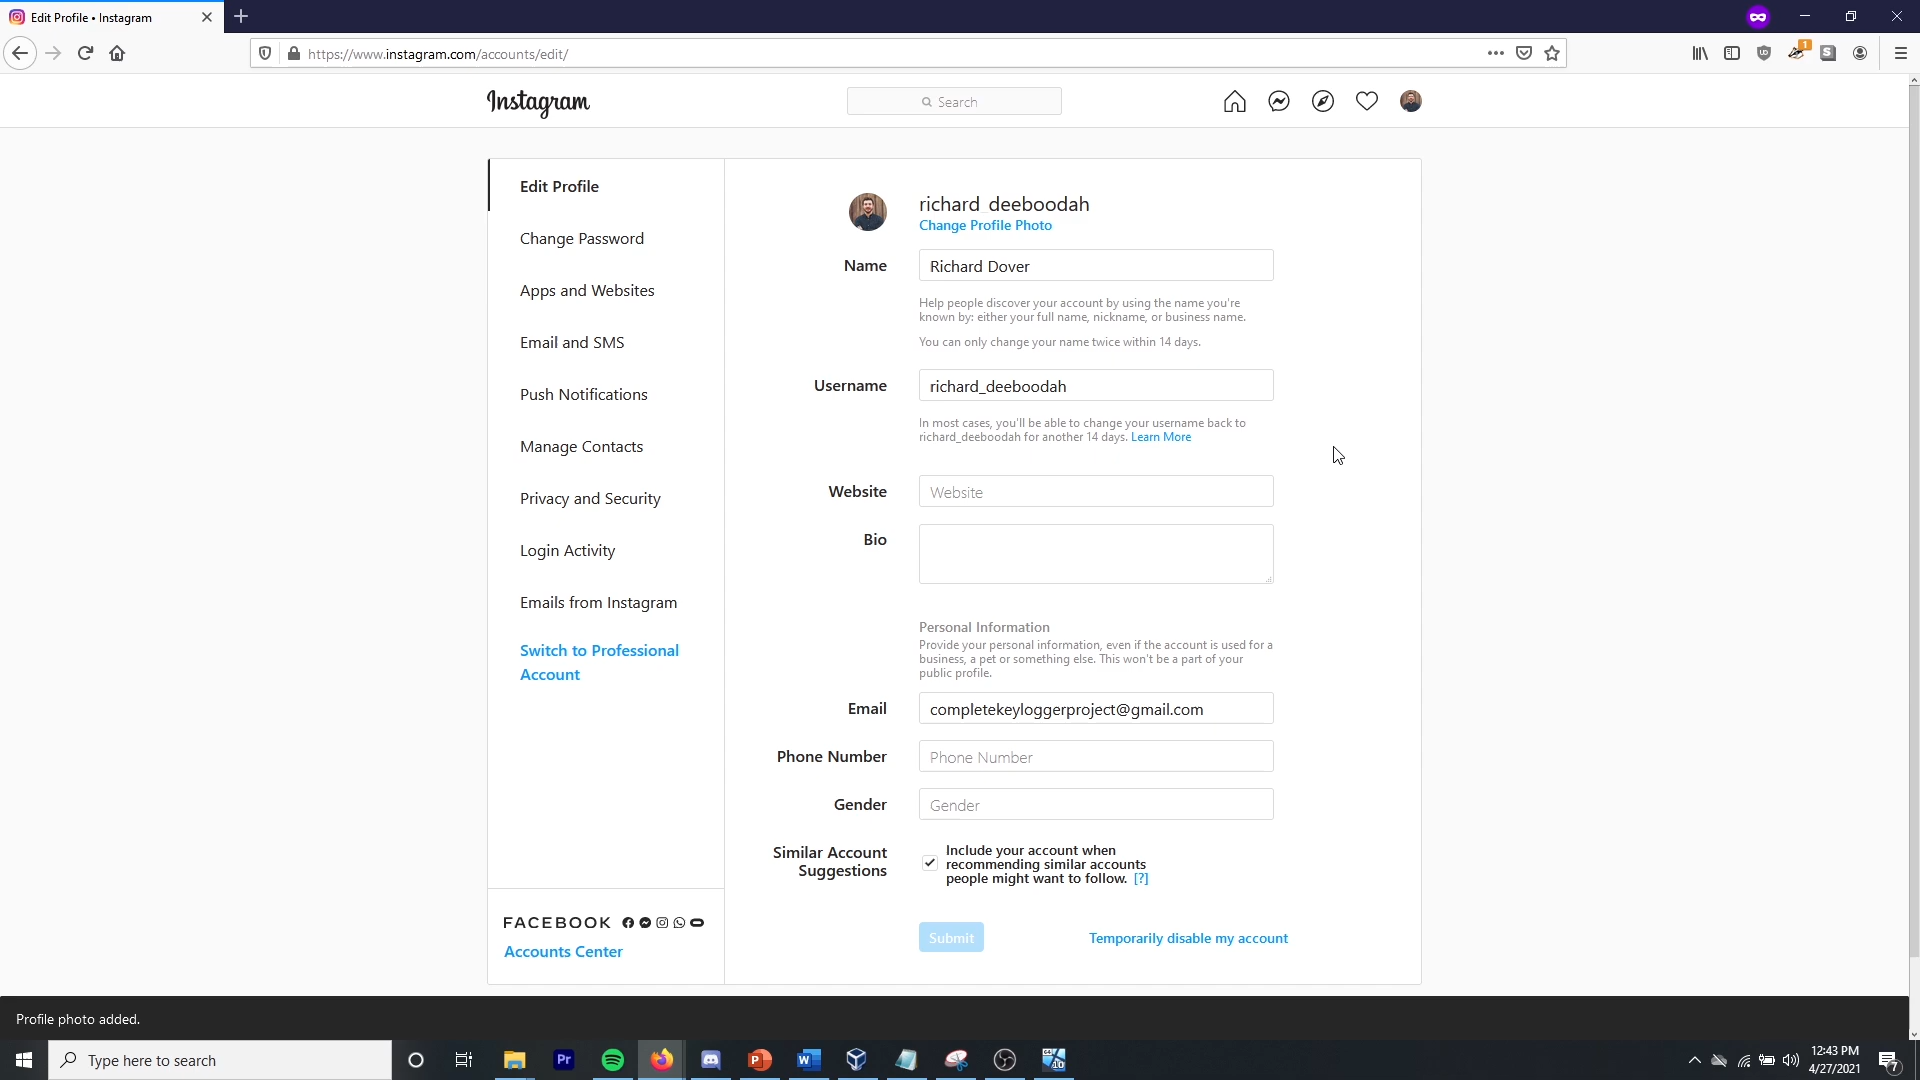 Edit Profile • Instagram
https://www.instagram.com/accounts/edit/
1
Instagram
Search
Edit Profile
Change Password
Apps and Websites
Email and SMS
Push Notifications
Manage Contacts
Privacy and Security
Login Activity
Emails from Instagram
Switch to Professional
Account
FACEBOOK
Accounts Center
richard_deeboodah
Change Profile Photo
Name
Richard Dover
Help people discover your account by using the name you're
known by: either your full name, nickname, or business name.
You can only change your name twice within 14 days.
Username
richard_deeboodah
In most cases, you'll be able to change your username back to
richard_deeboodah for another 14 days. Learn More
Website
Website
Bio
Personal Information
Provide your personal information, even if the account is used for a
business, a pet or something else. This won't be a part of your
public profile.
Email
completekeyloggerproject@gmail.com
Phone Number
Phone Number
Gender
Gender
Similar Account
Suggestions
Include your account when
recommending similar accounts
people might want to follow. [?]
Submit
Temporarily disable my account
Profile photo added.
Type here to search
Pr
12:43 PM
4/27/2021
7